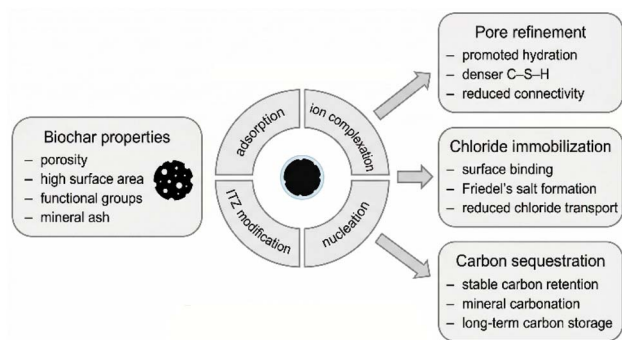 Biochar properties
– porosity
– high surface area
– functional groups
– mineral ash
adsorption
ion complexation
ITZ modification
nucleation
Pore refinement
– promoted hydration
– denser C–S–H
– reduced connectivity
Chloride immobilization
– surface binding
– Friedel's salt formation
– reduced chloride transport
Carbon sequestration
– stable carbon retention
– mineral carbonation
– long-term carbon storage